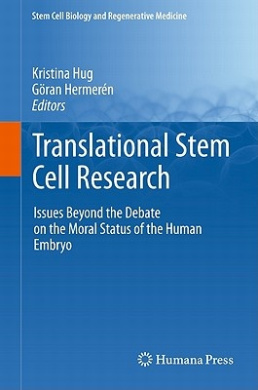 Stem Cell Biology and Regenerative Medicine
Kristina Hug
Göran Hermerén
Editors
Translational Stem
Cell Research
Issues Beyond the Debate
on the Moral Status of the Human
Embryo
Humana Press